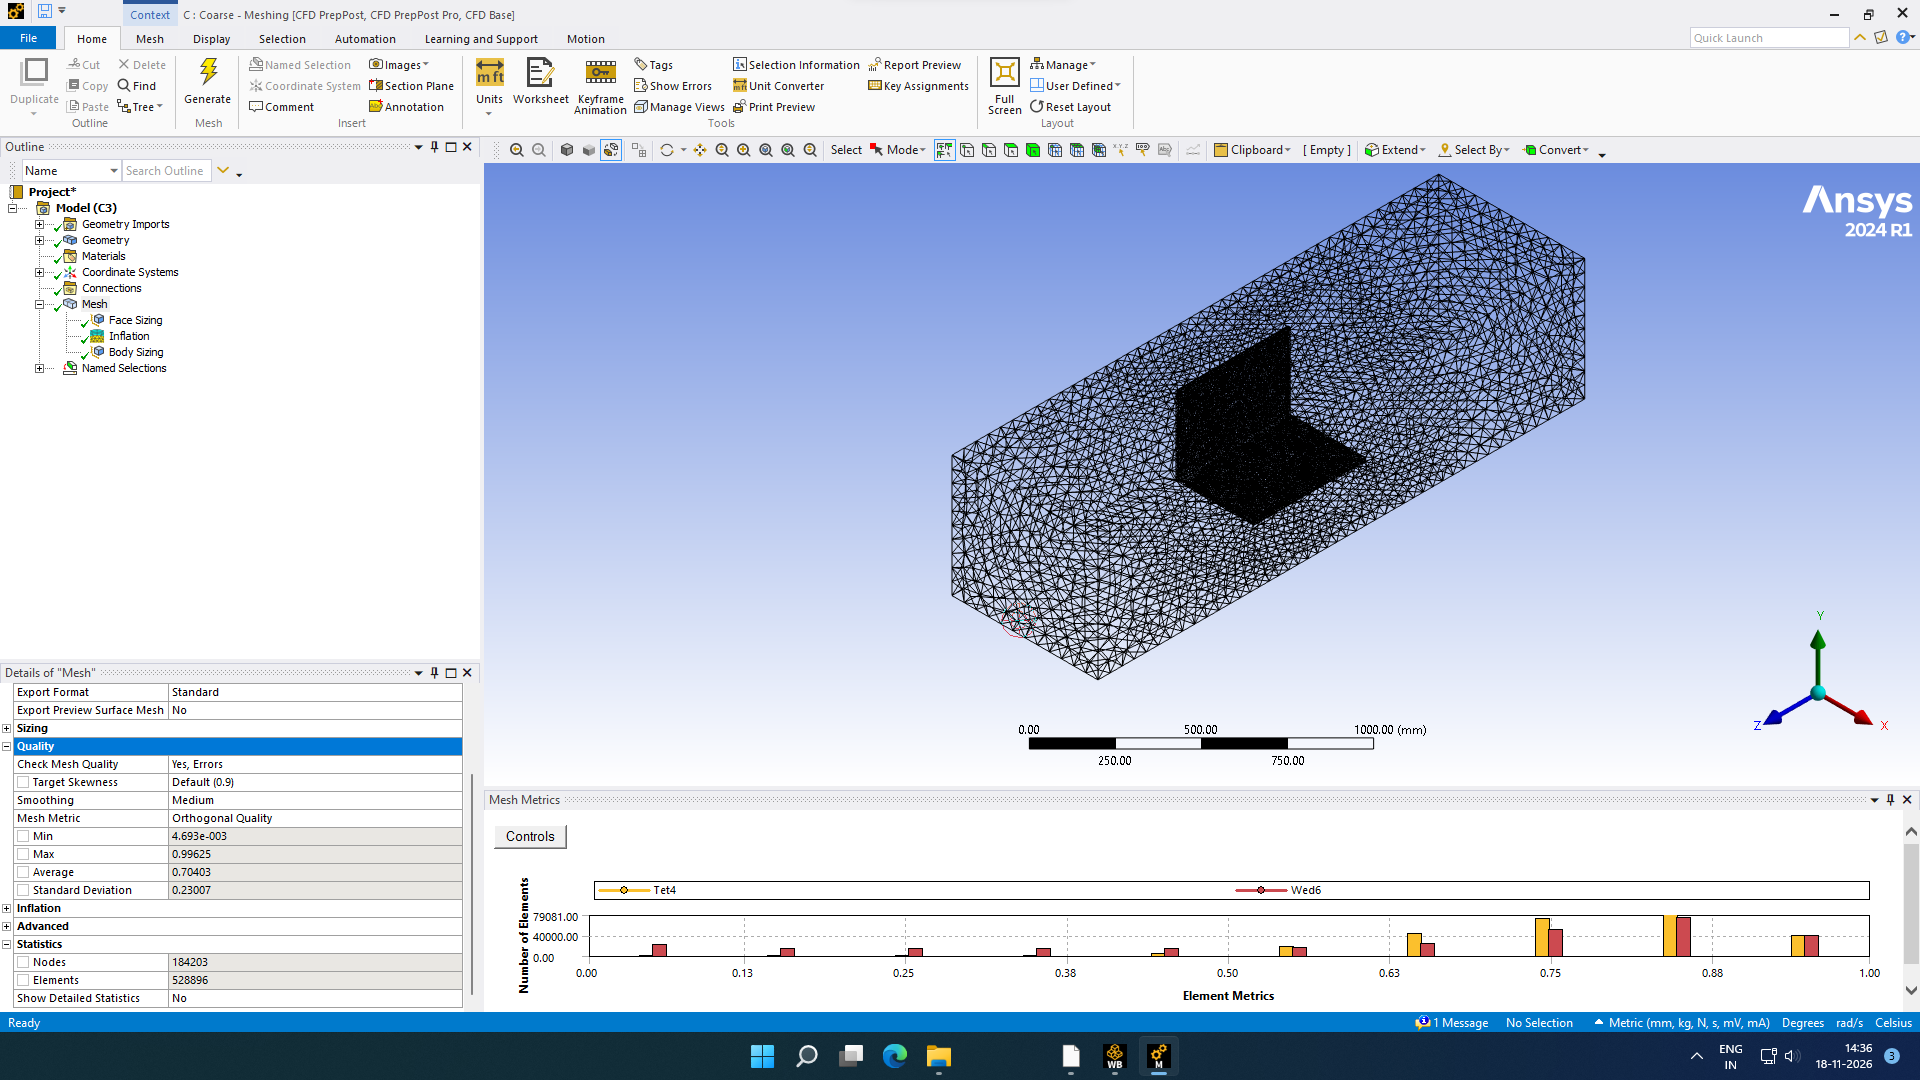 Context
C : Coarse - Meshing [CFD PrepPost, CFD PrepPost Pro, CFD Base]
File
Home
Mesh
Display
Selection
Automation
Learning and Support
Motion
Quick Launch
Duplicate
Cut
Copy
Paste
Delete
Find
Tree
Outline
Generate
Mesh
Named Selection
Coordinate System
Comment
Images
Section Plane
Annotation
Insert
Units
Worksheet
Keyframe
Animation
Tags
Show Errors
Manage Views
Selection Information
Unit Converter
Print Preview
Report Preview
Key Assignments
Tools
Full
Screen
Manage
User Defined
Reset Layout
Layout
Outline
Select
Mode
Clipboard
[ Empty ]
Extend
Select By
Convert
Name
Search Outline
Project*
Model (C3)
Geometry Imports
Geometry
Materials
Coordinate Systems
Connections
Mesh
Face Sizing
Inflation
Body Sizing
Named Selections
Ansys
2024 R1
Y
Z
X
0.00
500.00
1000.00 (mm)
250.00
750.00
Details of "Mesh"
Export Format Standard
Export Preview Surface Mesh No
Sizing
Quality
Check Mesh Quality Yes, Errors
Target Skewness Default (0.9)
Smoothing Medium
Mesh Metric Orthogonal Quality
Min 4.693e-003
Max 0.99625
Average 0.70403
Standard Deviation 0.23007
Inflation
Advanced
Statistics
Nodes 184203
Elements 528896
Show Detailed Statistics No
Mesh Metrics
Controls
Tet4
Wed6
Number of Elements
79081.00
40000.00
0.00
0.00 0.13 0.25 0.38 0.50 0.63 0.75 0.88 1.00
Element Metrics
Ready
1 Message
No Selection
Metric (mm, kg, N, s, mV, mA)
Degrees
rad/s
Celsius
WB
M
ENG
IN
14:36
18-11-2026
3